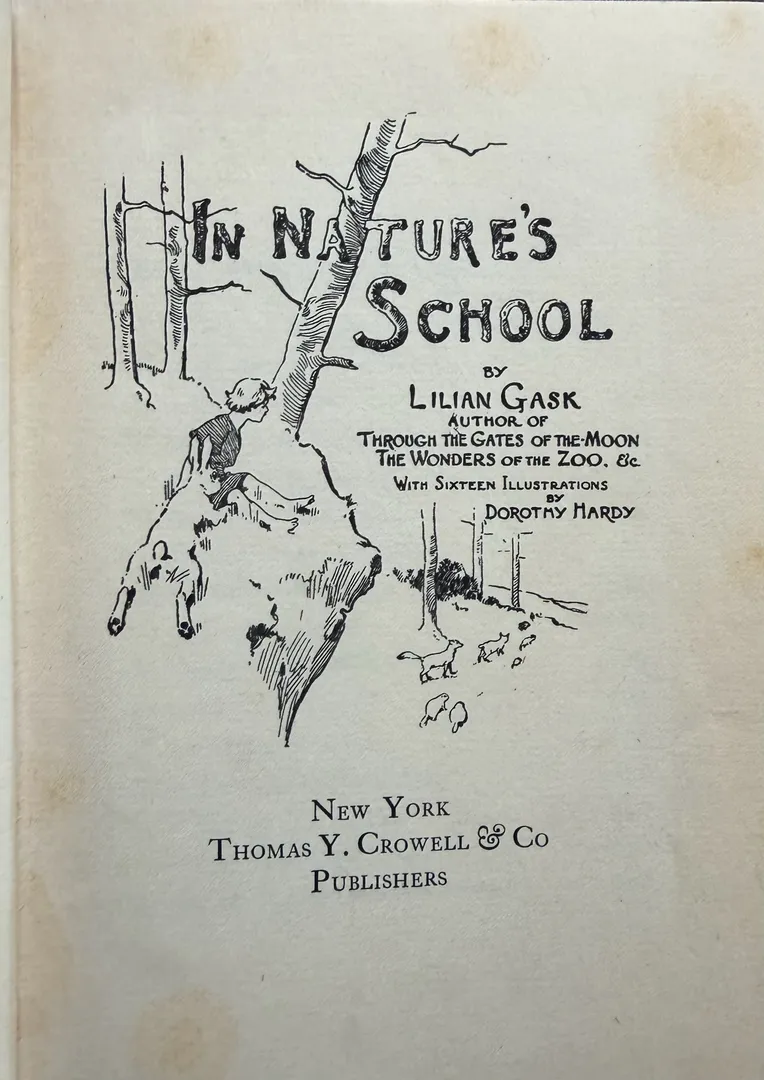 IN NATURE'S
SCHOOL
BY
LILIAN GASK
AUTHOR OF
THROUGH THE GATES OF THE-MOON
THE WONDERS OF THE ZOO. &c
WITH SIXTEEN ILLUSTRATIONS
BY
DOROTHY HARDY
NEW YORK
THOMAS Y. CROWELL & CO
PUBLISHERS